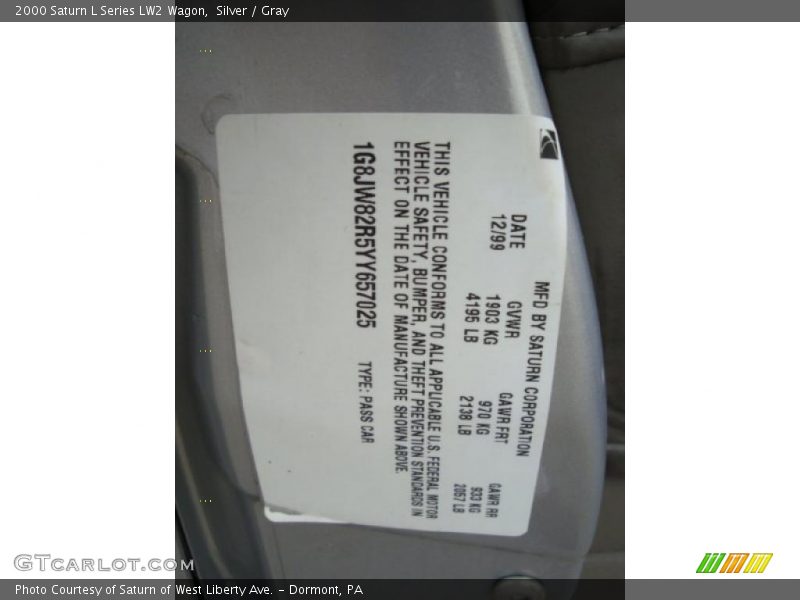 2000 Saturn L Series LW2 Wagon,  Silver / Gray
MFD BY SATURN CORPORATION
DATE GVWR GAWR FRT GAWR RR
12/99 1903 KG 970 KG 933 KG
4195 LB 2138 LB 2057 LB
THIS VEHICLE CONFORMS TO ALL APPLICABLE U.S. FEDERAL MOTOR
VEHICLE SAFETY, BUMPER, AND THEFT PREVENTION STANDARDS IN
EFFECT ON THE DATE OF MANUFACTURE SHOWN ABOVE.
1G8JW82R5YY657025 TYPE: PASS CAR
GTcarlot.com
Photo Courtesy of Saturn of West Liberty Ave. – Dormont, PA